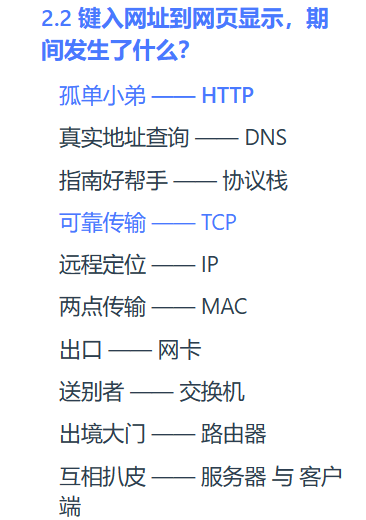 2.2 键入网址到网页显示，期
间发生了什么？
孤单小弟 —— HTTP
真实地址查询 —— DNS
指南好帮手 —— 协议栈
可靠传输 —— TCP
远程定位 —— IP
两点传输 —— MAC
出口 —— 网卡
送别者 —— 交换机
出境大门 —— 路由器
互相扒皮 —— 服务器 与 客户
端